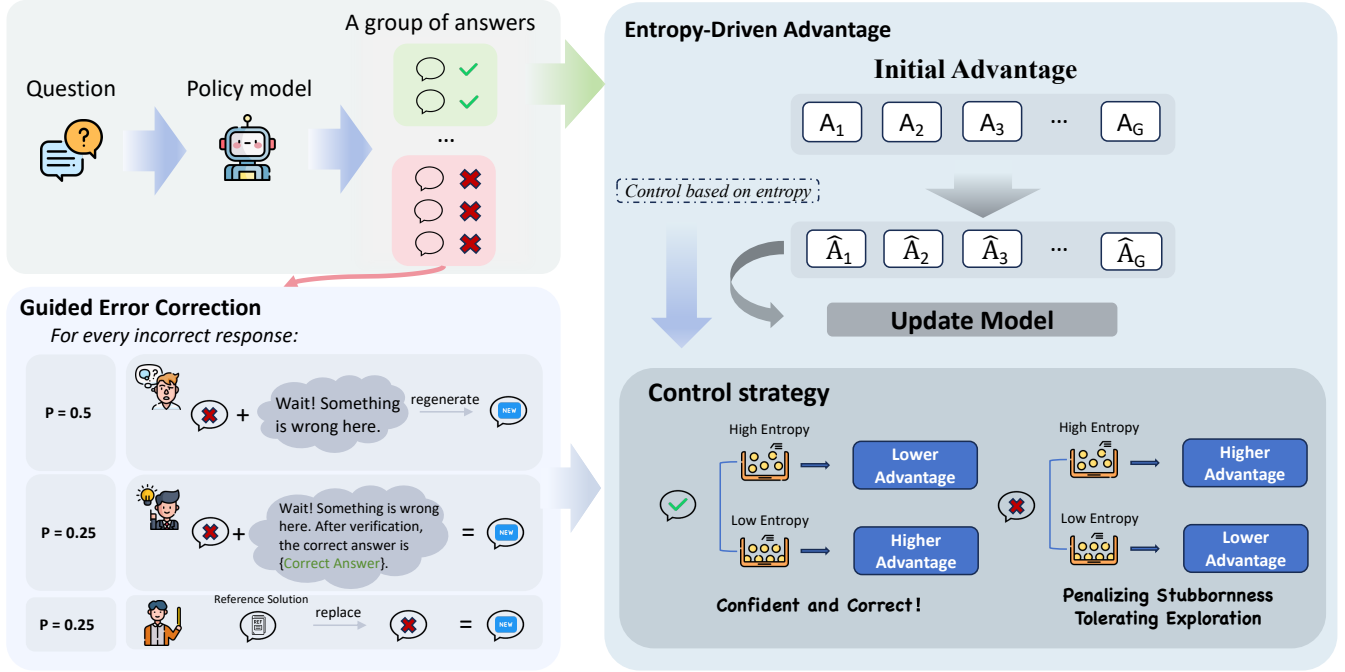 A group of answers
Question
Policy model
?
...
Guided Error Correction
For every incorrect response:
P = 0.5
?
+
Wait! Something
is wrong here.
regenerate
NEW
P = 0.25
+
Wait! Something is wrong
here. After verification,
the correct answer is
{Correct Answer}.
=
NEW
P = 0.25
Reference Solution
REF
replace
=
NEW
Entropy-Driven Advantage
Initial Advantage
A1 A2 A3 ... AG
Control based on entropy
Â1 Â2 Â3 ... ÂG
Update Model
Control strategy
High Entropy
Lower
Advantage
Low Entropy
Higher
Advantage
Confident and Correct!
High Entropy
Higher
Advantage
Low Entropy
Lower
Advantage
Penalizing Stubbornness
Tolerating Exploration